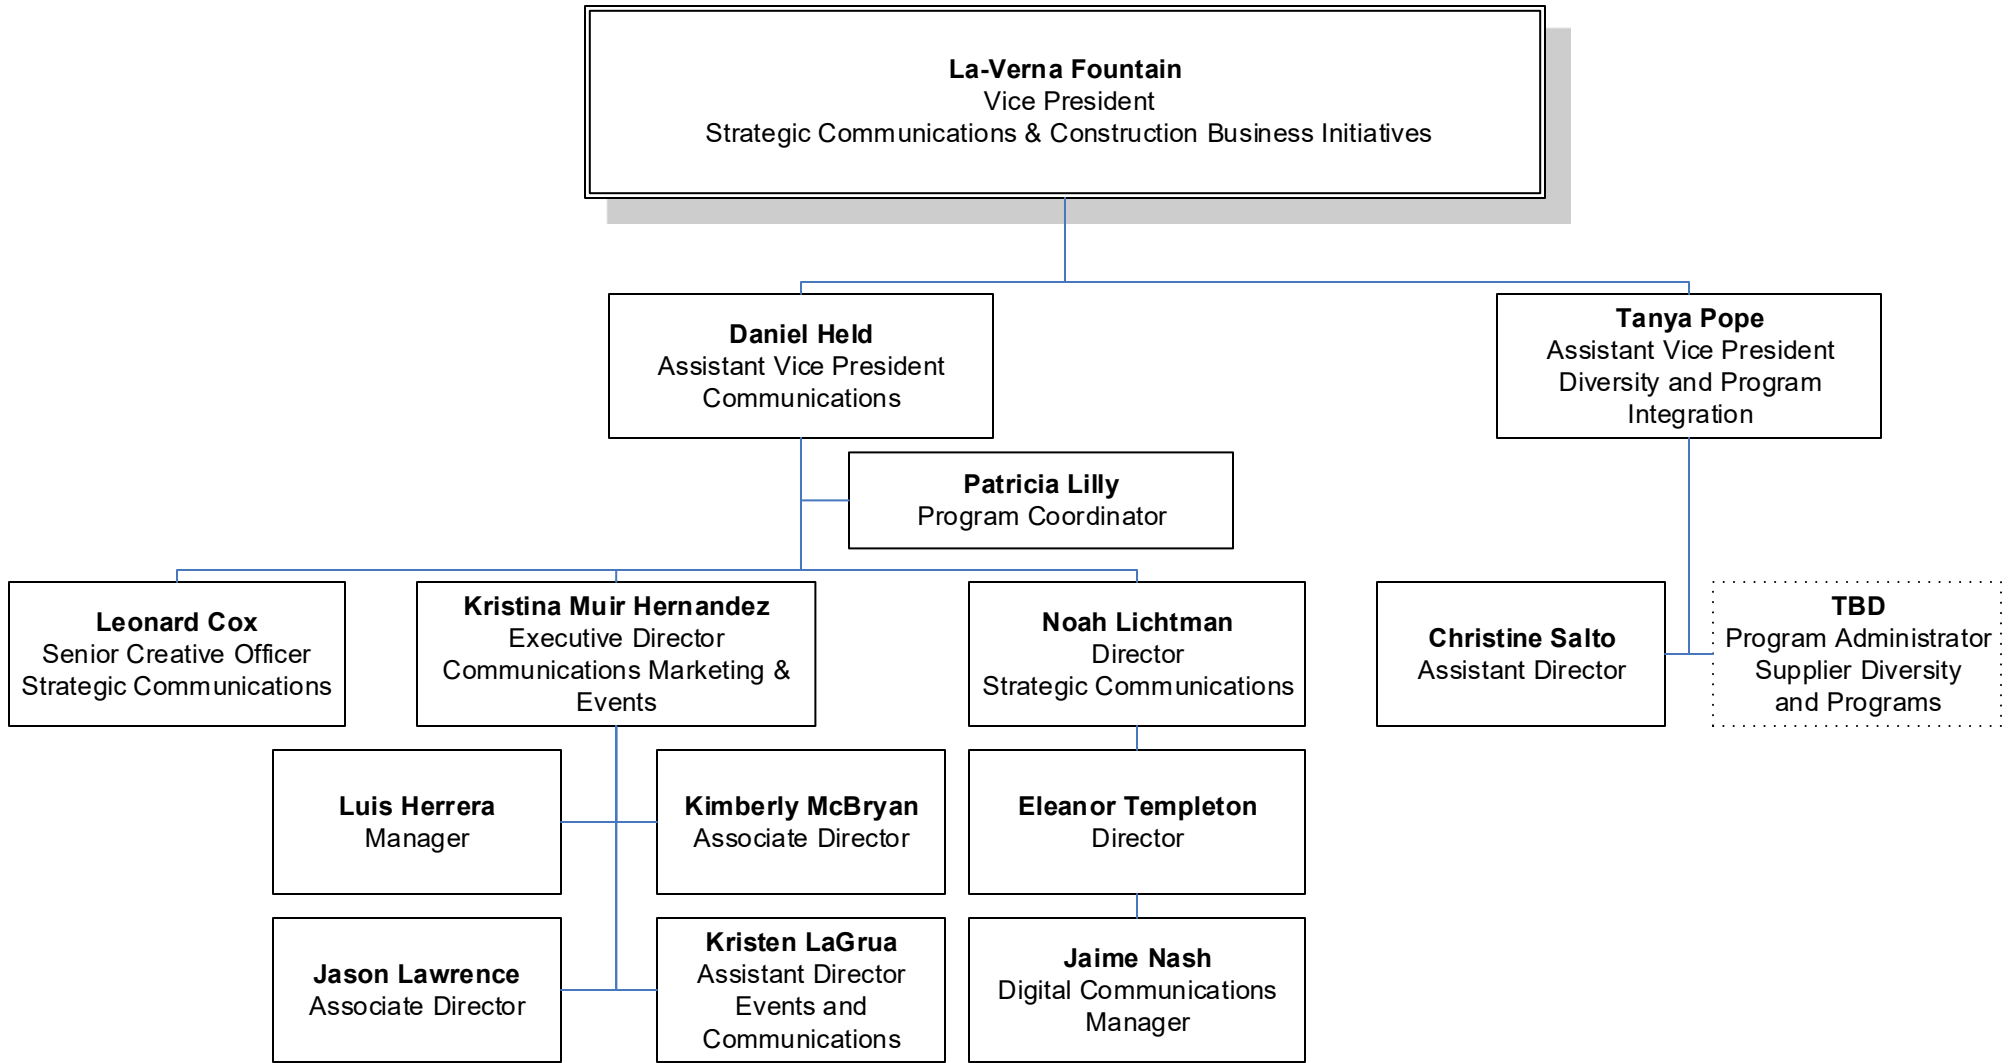 La-Verna Fountain
Vice President
Strategic Communications & Construction Business Initiatives
Daniel Held
Assistant Vice President
Communications
Tanya Pope
Assistant Vice President
Diversity and Program
Integration
Patricia Lilly
Program Coordinator
Leonard Cox
Senior Creative Officer
Strategic Communications
Kristina Muir Hernandez
Executive Director
Communications Marketing &
Events
Noah Lichtman
Director
Strategic Communications
Christine Salto
Assistant Director
TBD
Program Administrator
Supplier Diversity
and Programs
Luis Herrera
Manager
Kimberly McBryan
Associate Director
Eleanor Templeton
Director
Jason Lawrence
Associate Director
Kristen LaGrua
Assistant Director
Events and
Communications
Jaime Nash
Digital Communications
Manager